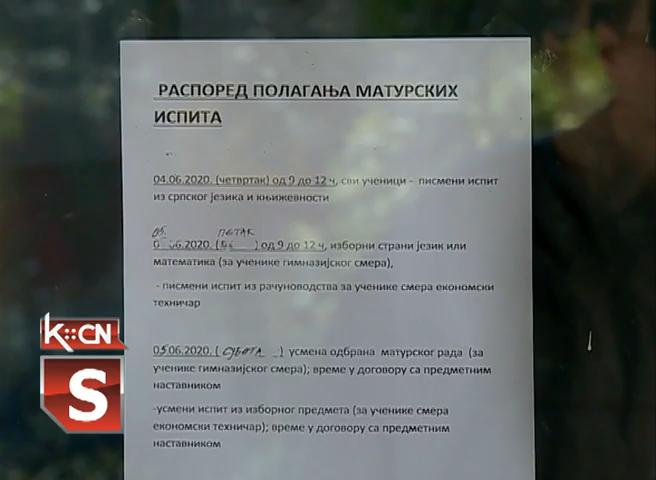 РАСПОРЕД ПОЛАГАЊА МАТУРСКИХ
ИСПИТА
04.06.2020. (четвртак) од 9 до 12 ч, сви ученици - писмени испит
из српског језика и књижевности
05. ПЕТАК
06.2020. ( ) од 9 до 12 ч, изборни страни језик или
математика (за ученике гимназијског смера),
- писмени испит из рачуноводства за ученике смера економски
техничар
05.06.2020. ( СУБОТА ) усмена одбрана матурског рада (за
ученике гимназијског смера); време у договору са предметним
наставником
-усмени испит из изборног предмета (за ученике смера
економски техничар); време у договору са предметним
наставником
K::CN
S